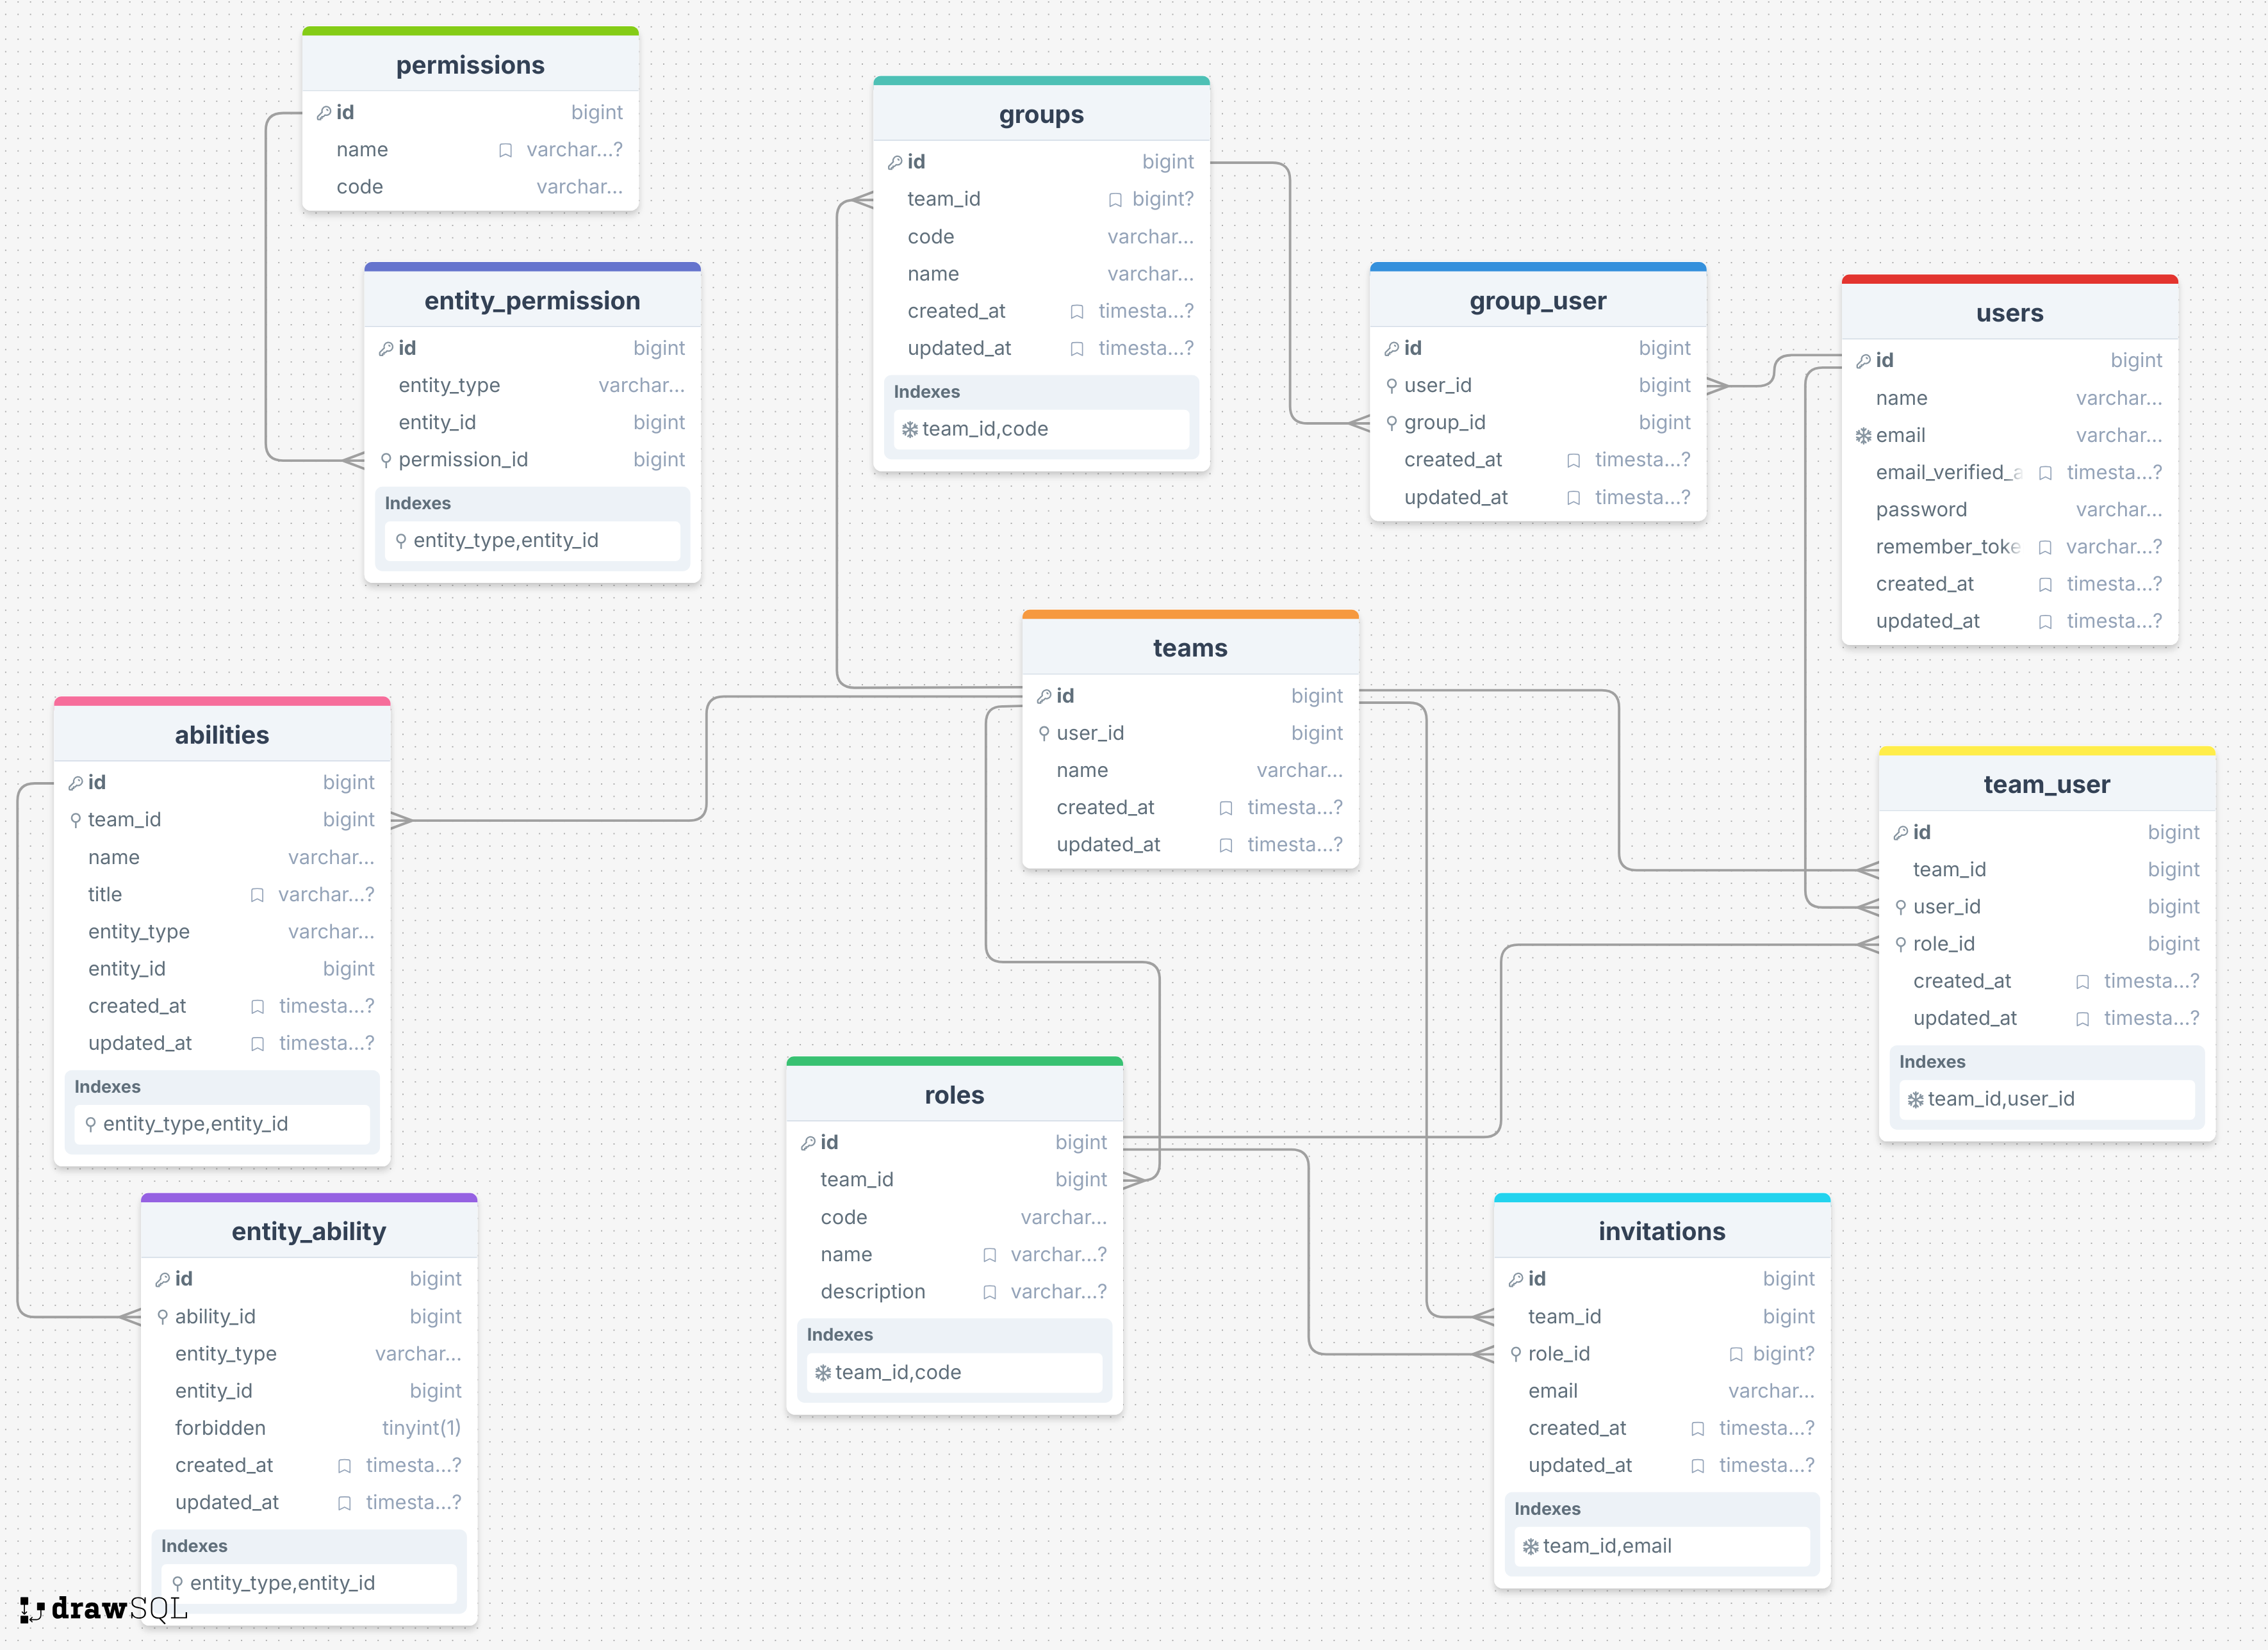 permissions
id bigint
name varchar...?
code varchar...
entity_permission
id bigint
entity_type varchar...
entity_id bigint
permission_id bigint
Indexes
entity_type,entity_id
groups
id bigint
team_id bigint?
code varchar...
name varchar...
created_at timesta...?
updated_at timesta...?
Indexes
team_id,code
group_user
id bigint
user_id bigint
group_id bigint
created_at timesta...?
updated_at timesta...?
users
id bigint
name varchar...
email varchar...
email_verified_a timesta...?
password varchar...
remember_toke varchar...?
created_at timesta...?
updated_at timesta...?
teams
id bigint
user_id bigint
name varchar...
created_at timesta...?
updated_at timesta...?
abilities
id bigint
team_id bigint
name varchar...
title varchar...?
entity_type varchar...
entity_id bigint
created_at timesta...?
updated_at timesta...?
Indexes
entity_type,entity_id
team_user
id bigint
team_id bigint
user_id bigint
role_id bigint
created_at timesta...?
updated_at timesta...?
Indexes
team_id,user_id
roles
id bigint
team_id bigint
code varchar...
name varchar...?
description varchar...?
Indexes
team_id,code
entity_ability
id bigint
ability_id bigint
entity_type varchar...
entity_id bigint
forbidden tinyint(1)
created_at timesta...?
updated_at timesta...?
Indexes
entity_type,entity_id
invitations
id bigint
team_id bigint
role_id bigint?
email varchar...
created_at timesta...?
updated_at timesta...?
Indexes
team_id,email
drawSQL